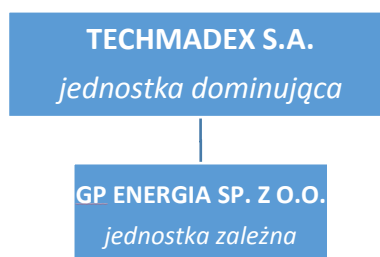 TECHMADEX S.A.
jednostka dominująca
GP ENERGIA SP. Z O.O.
jednostka zależna